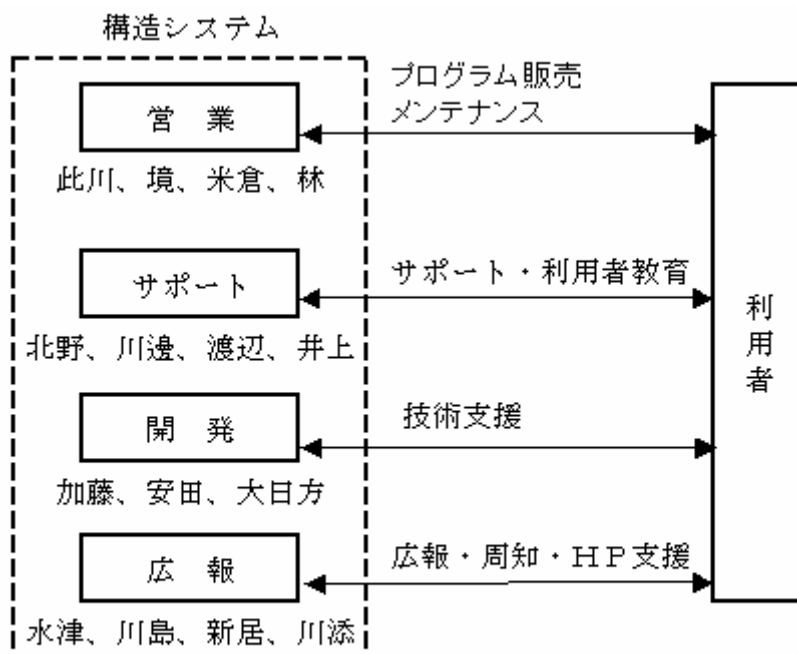 構造システム
営業
プログラム販売
メンテナンス
此川、境、米倉、林
サポート
サポート・利用者教育
北野、川邊、渡辺、井上
利用者
開発
技術支援
加藤、安田、大日方
広報
広報・周知・HP支援
水津、川島、新居、川添